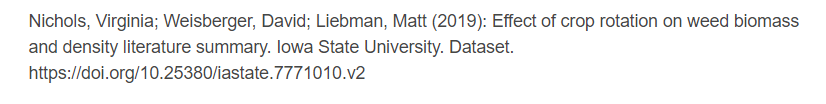 Nichols, Virginia; Weisberger, David; Liebman, Matt (2019): Effect of crop rotation on weed biomass
and density literature summary. Iowa State University. Dataset.
https://doi.org/10.25380/iastate.7771010.v2